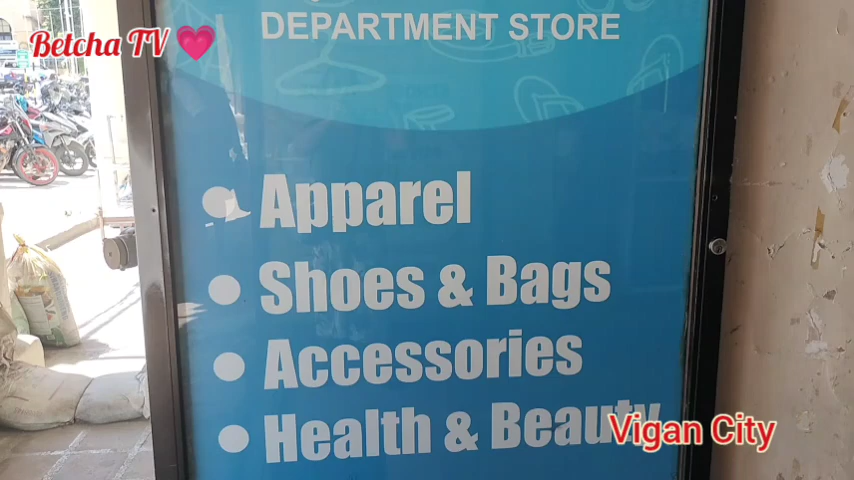 Betcha TV
DEPARTMENT STORE
Apparel
Shoes & Bags
Accessories
Health & Beauty
Vigan City